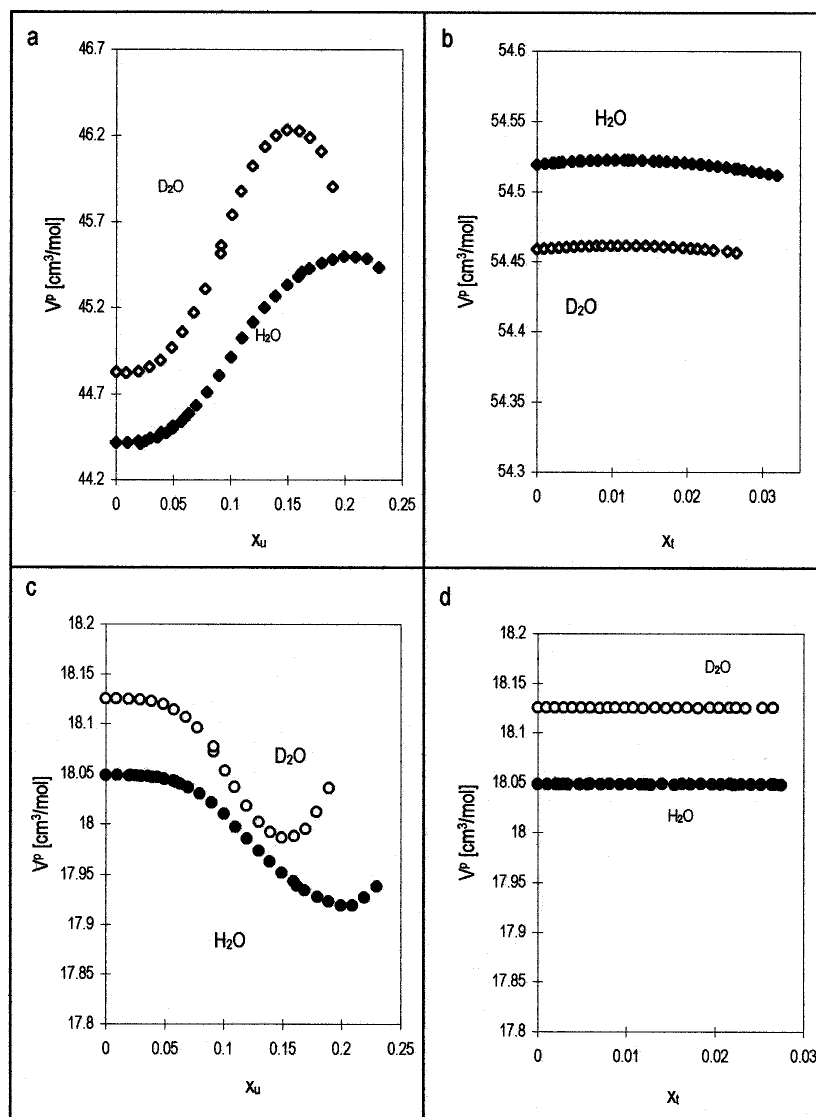 a
46.7
46.2
45.7
45.2
44.7
44.2
Vᵖ [cm³/mol]
D₂O
H₂O
0 0.05 0.1 0.15 0.2 0.25
xᵤ
b
54.6
54.55
54.5
54.45
54.4
54.35
54.3
Vᵖ [cm³/mol]
H₂O
D₂O
0 0.01 0.02 0.03
xₜ
c
18.2
18.15
18.1
18.05
18
17.95
17.9
17.85
17.8
Vᵖ [cm³/mol]
D₂O
H₂O
0 0.05 0.1 0.15 0.2 0.25
xᵤ
d
18.2
18.15
18.1
18.05
18
17.95
17.9
17.85
17.8
Vᵖ [cm³/mol]
D₂O
H₂O
0 0.01 0.02 0.03
xₜ